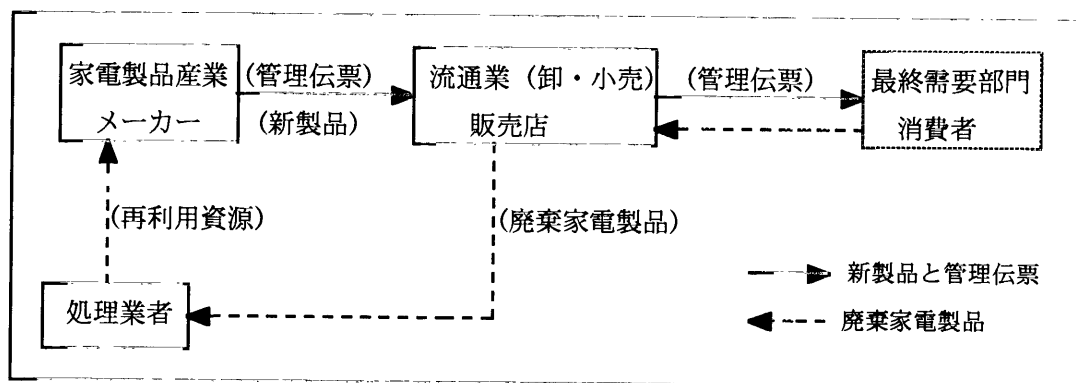 家電製品産業
メーカー
(管理伝票)
(新製品)
流通業（卸・小売）
販売店
(管理伝票)
最終需要部門
消費者
(再利用資源)
(廃棄家電製品)
処理業者
新製品と管理伝票
廃棄家電製品